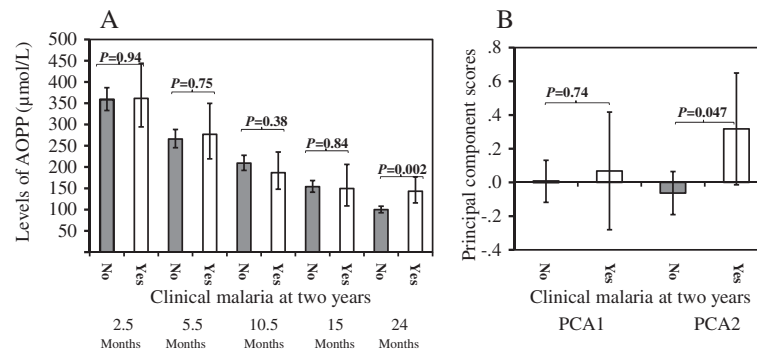 A
Levels of AOPP (µmol/L)
500
450
400
350
300
250
200
150
100
50
P=0.94
P=0.75
P=0.38
P=0.84
P=0.002
No
Yes
No
Yes
No
Yes
No
Yes
No
Yes
Clinical malaria at two years
2.5 5.5 10.5 15 24
Months Months Months Months Months
B
Principal component scores
.8
.6
.4
.2
.0
-.2
-.4
P=0.74
P=0.047
No
Yes
No
Yes
Clinical malaria at two years
PCA1 PCA2